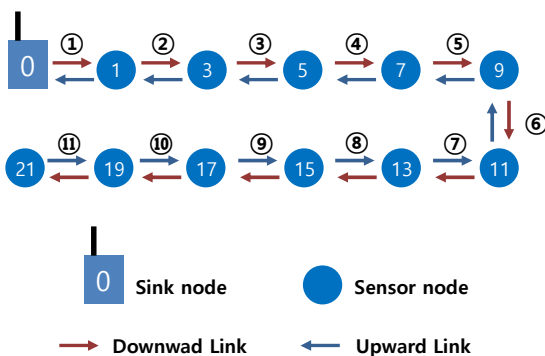 ① ② ③ ④ ⑤
0 1 3 5 7 9
⑥
⑪ ⑩ ⑨ ⑧ ⑦
21 19 17 15 13 11
0 Sink node Sensor node
Downwad Link Upward Link